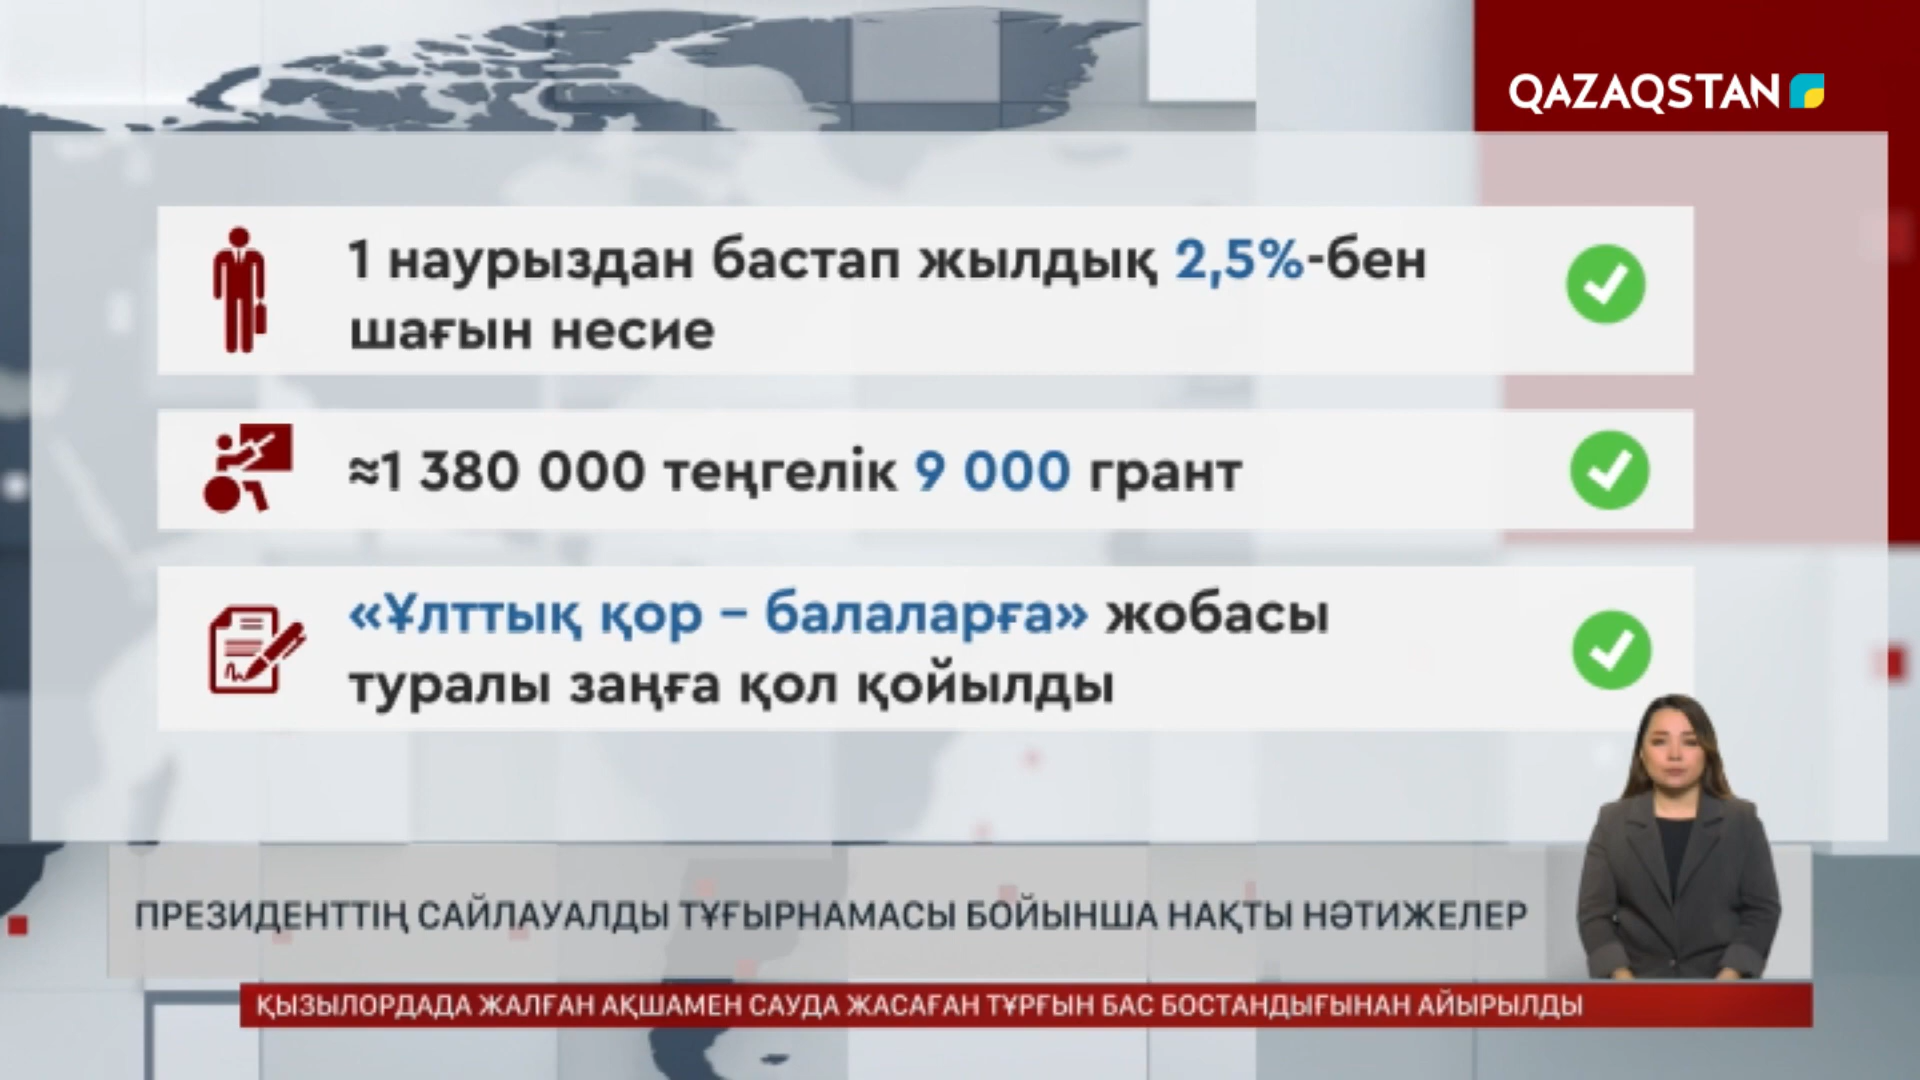 QAZAQSTAN
1 наурыздан бастап жылдық 2,5%-бен
шағын несие
≈1 380 000 теңгелік 9 000 грант
«Ұлттық қор – балаларға» жобасы
туралы заңға қол қойылды
ПРЕЗИДЕНТТІҢ САЙЛАУАЛДЫ ТҰҒЫРНАМАСЫ БОЙЫНША НАҚТЫ НӘТИЖЕЛЕР
ҚЫЗЫЛОРДАДА ЖАЛҒАН АҚШАМЕН САУДА ЖАСАҒАН ТҰРҒЫН БАС БОСТАНДЫҒЫНАН АЙЫРЫЛДЫ